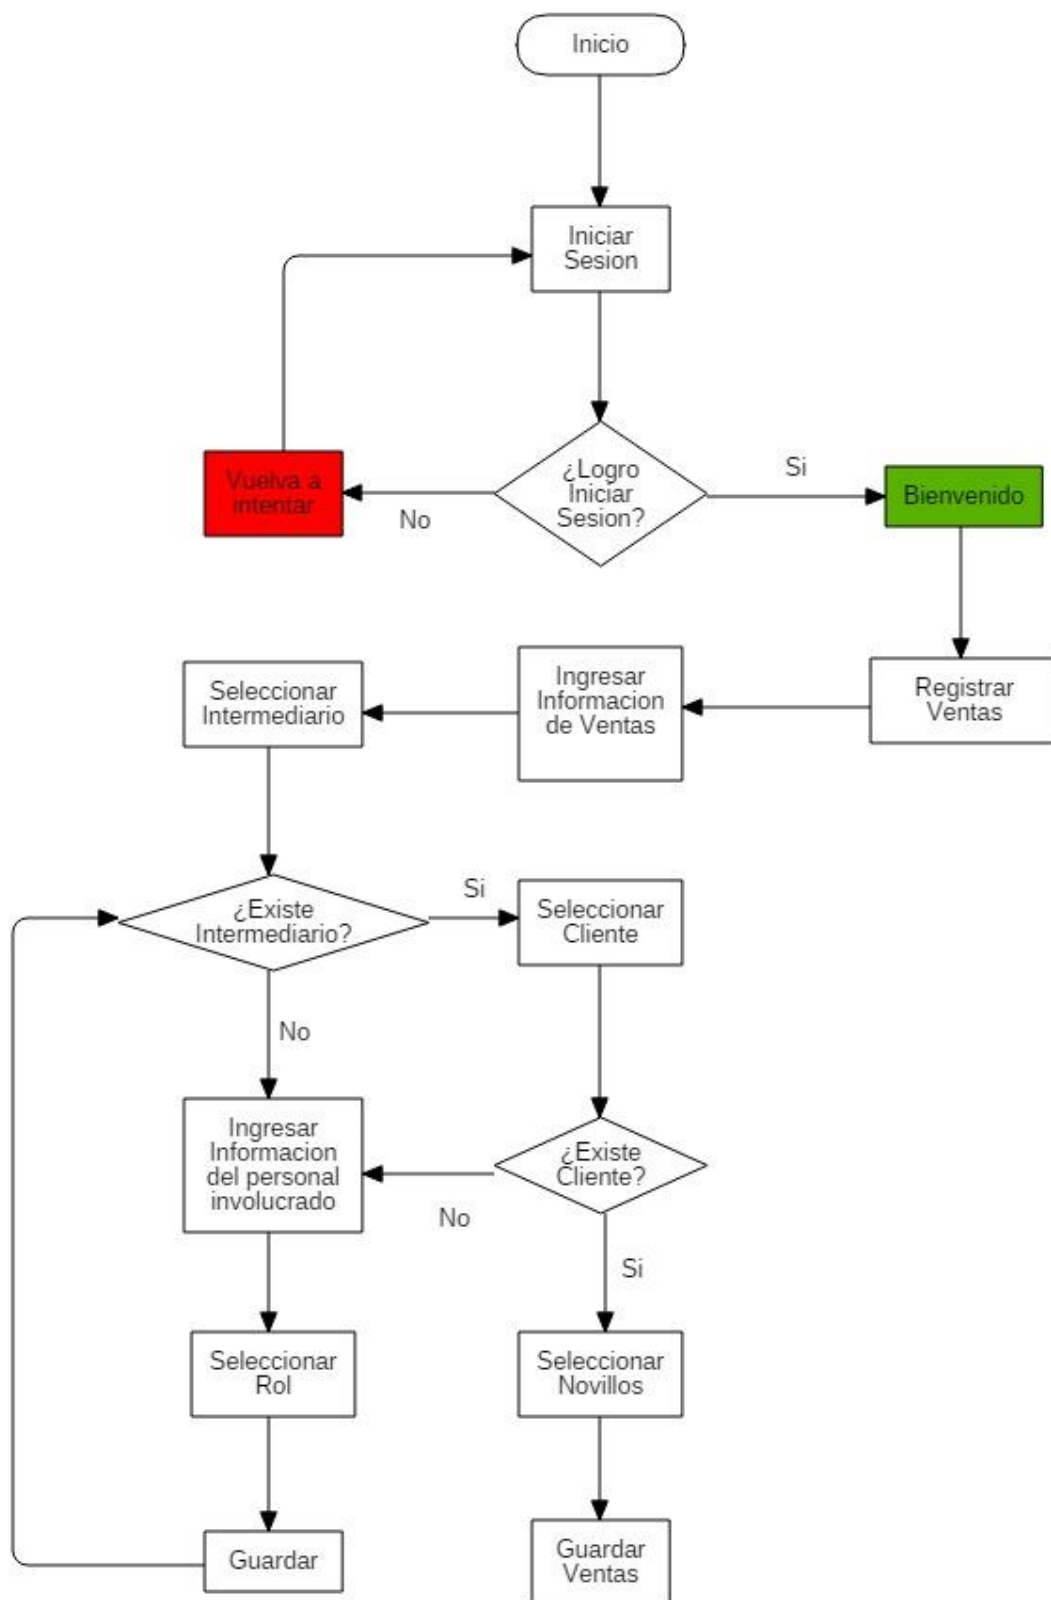 Inicio
Iniciar
Sesion
¿Logro
Iniciar
Sesion?
Si
No
Vuelva a
intentar
Bienvenido
Registrar
Ventas
Ingresar
Informacion
de Ventas
Seleccionar
Intermediario
¿Existe
Intermediario?
Si
Seleccionar
Cliente
No
Ingresar
Informacion
del personal
involucrado
¿Existe
Cliente?
No
Si
Seleccionar
Rol
Seleccionar
Novillos
Guardar
Guardar
Ventas